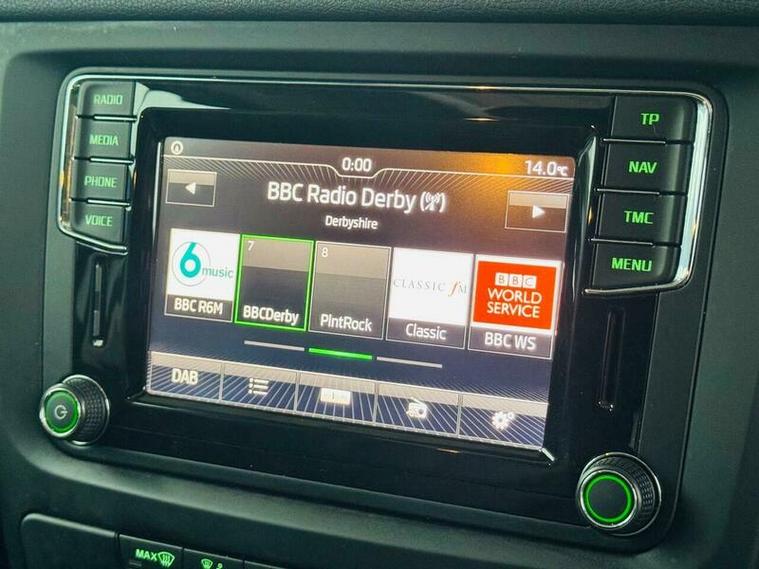 RADIO
MEDIA
PHONE
VOICE
TP
NAV
TMC
MENU
0:00
14.0°C
BBC Radio Derby
Derbyshire
6 music
BBC R6M
7
BBCDerby
8
PlntRock
CLASSIC fM
Classic
BBC
WORLD
SERVICE
BBC WS
DAB
MAX